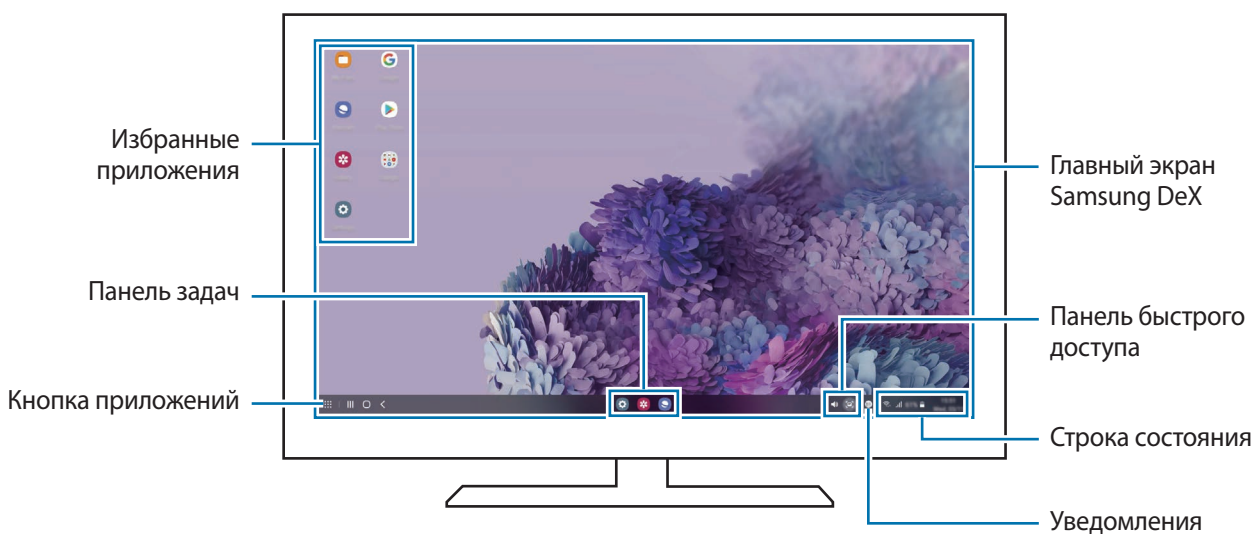 Избранные
приложения
Панель задач
Кнопка приложений
Главный экран
Samsung DeX
Панель быстрого
доступа
Строка состояния
Уведомления